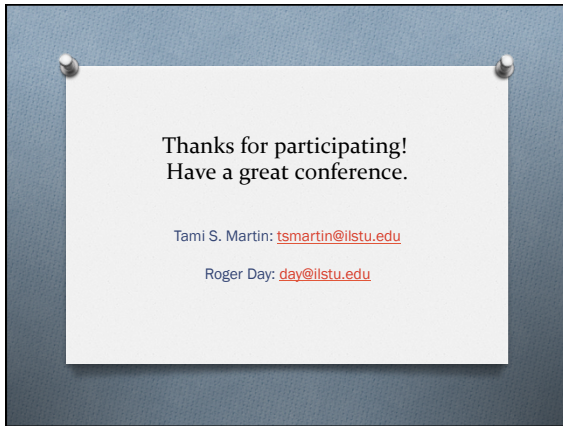 Thanks for participating!
Have a great conference.
Tami S. Martin: tsmartin@ilstu.edu
Roger Day: day@ilstu.edu